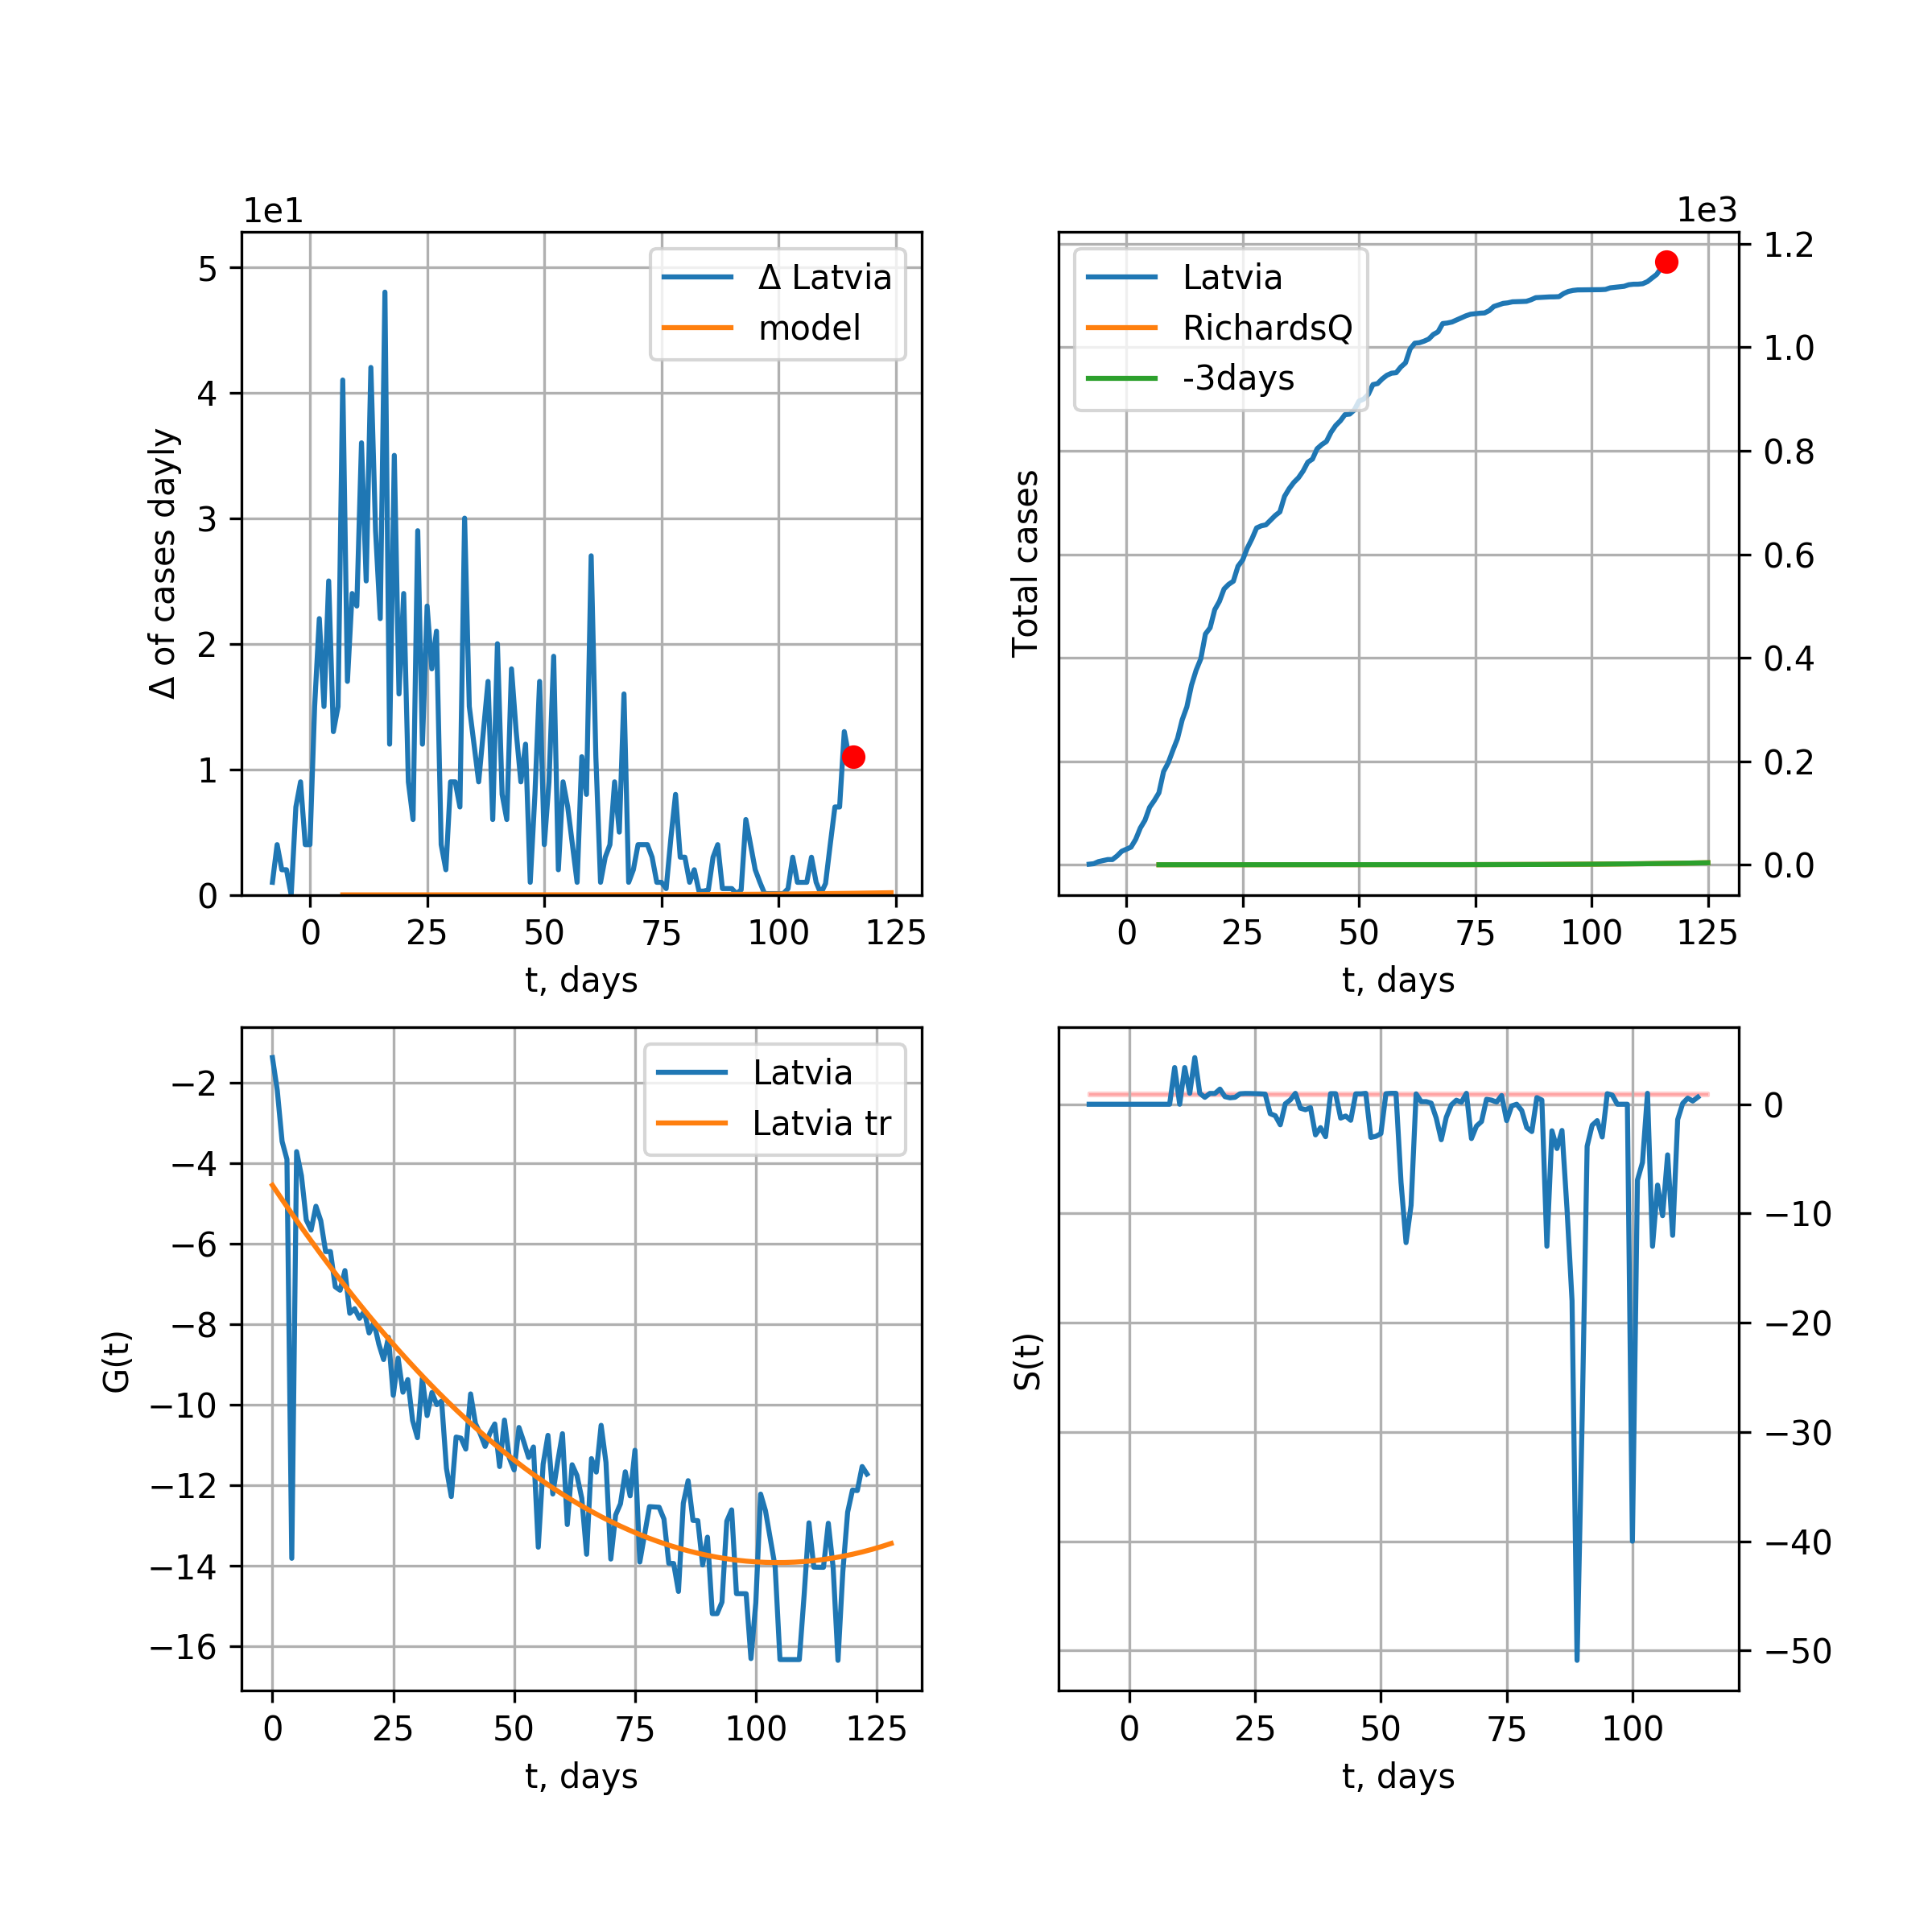 1e1
5
4
3
2
1
0
Δ of cases dayly
Δ Latvia
model
0 25 50 75 100 125
t, days
1e3
1.2
1.0
0.8
0.6
0.4
0.2
0.0
Total cases
Latvia
RichardsQ
-3days
0 25 50 75 100 125
t, days
−2
−4
−6
−8
−10
−12
−14
−16
G(t)
Latvia
Latvia tr
0 25 50 75 100 125
t, days
S(t)
0
−10
−20
−30
−40
−50
0 25 50 75 100
t, days